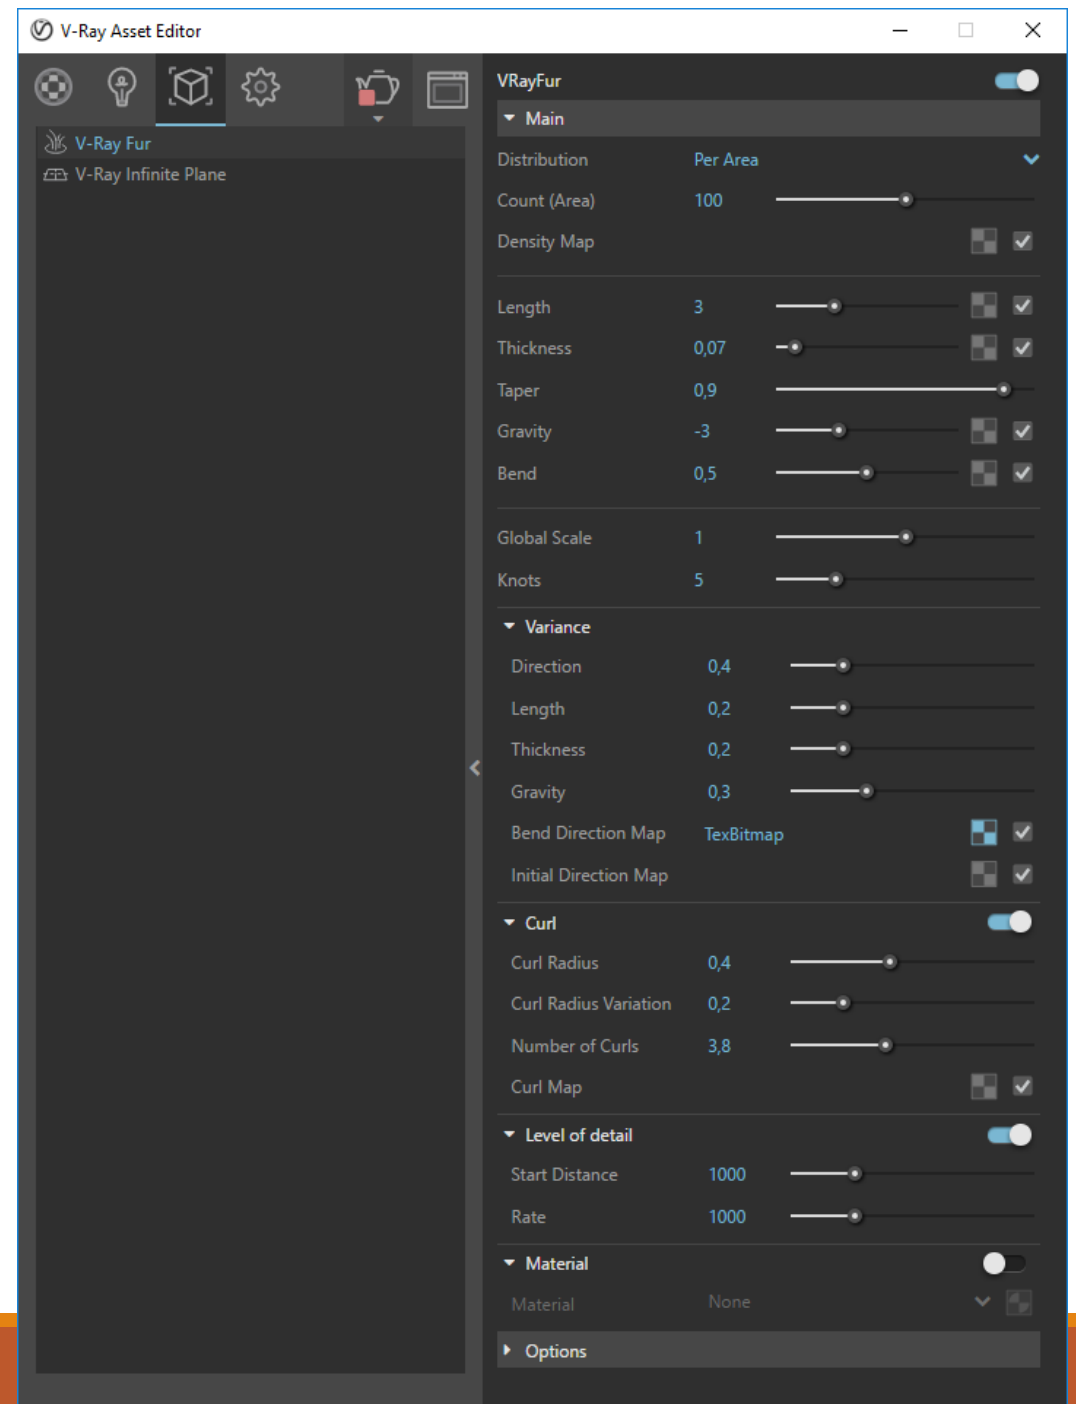 V-Ray Asset Editor
V-Ray Fur
V-Ray Infinite Plane
VRayFur
Main
Distribution Per Area
Count (Area) 100
Density Map
Length 3
Thickness 0,07
Taper 0,9
Gravity -3
Bend 0,5
Global Scale 1
Knots 5
Variance
Direction 0,4
Length 0,2
Thickness 0,2
Gravity 0,3
Bend Direction Map TexBitmap
Initial Direction Map
Curl
Curl Radius 0,4
Curl Radius Variation 0,2
Number of Curls 3,8
Curl Map
Level of detail
Start Distance 1000
Rate 1000
Material
Material None
Options